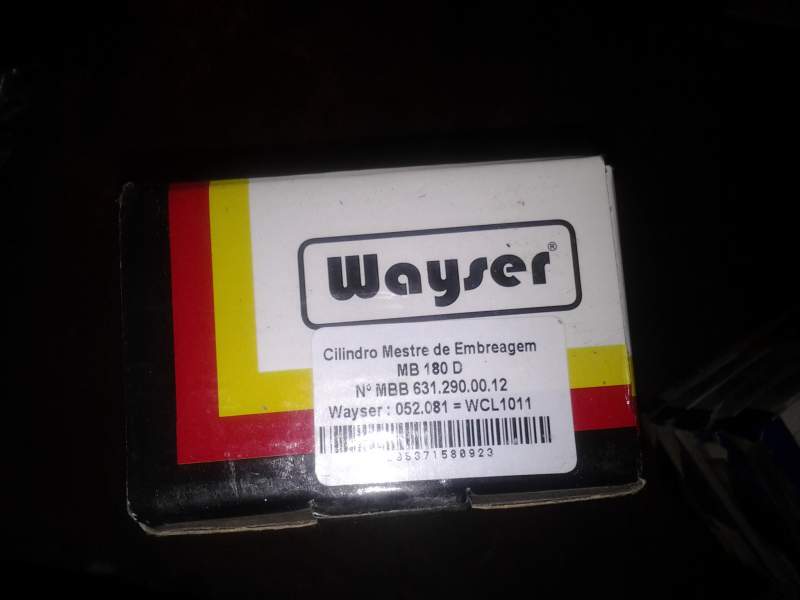 Wayser®
Cilindro Mestre de Embreagem
MB 180 D
Nº MBB 631.290.00.12
Wayser : 052.081 = WCL1011